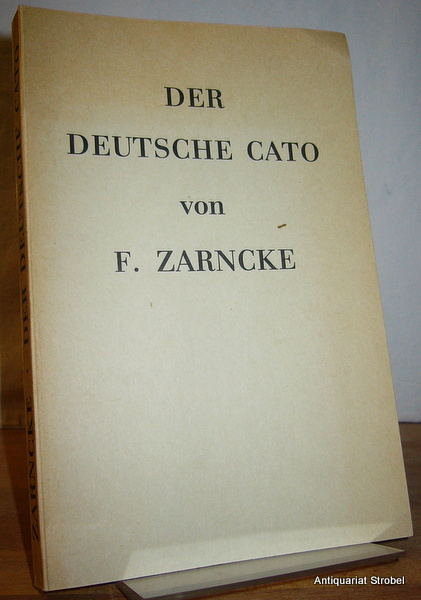 DER
DEUTSCHE CATO
von
F. ZARNCKE
ZARNCKE · DER DEUTSCHE CATO
Antiquariat Strobel